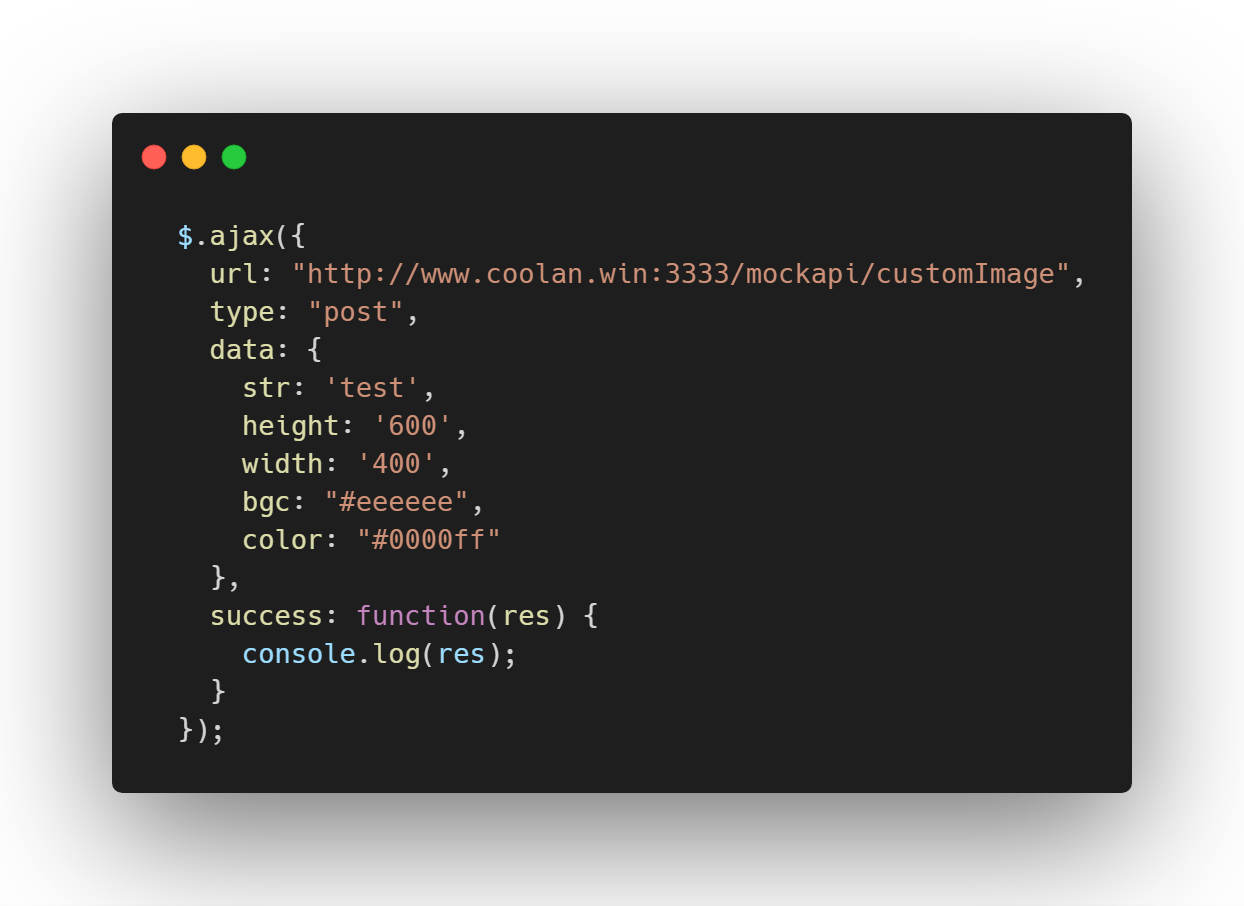 $.ajax({
  url: "http://www.coolan.win:3333/mockapi/customImage",
  type: "post",
  data: {
    str: 'test',
    height: '600',
    width: '400',
    bgc: "#eeeeee",
    color: "#0000ff"
  },
  success: function(res) {
    console.log(res);
  }
});